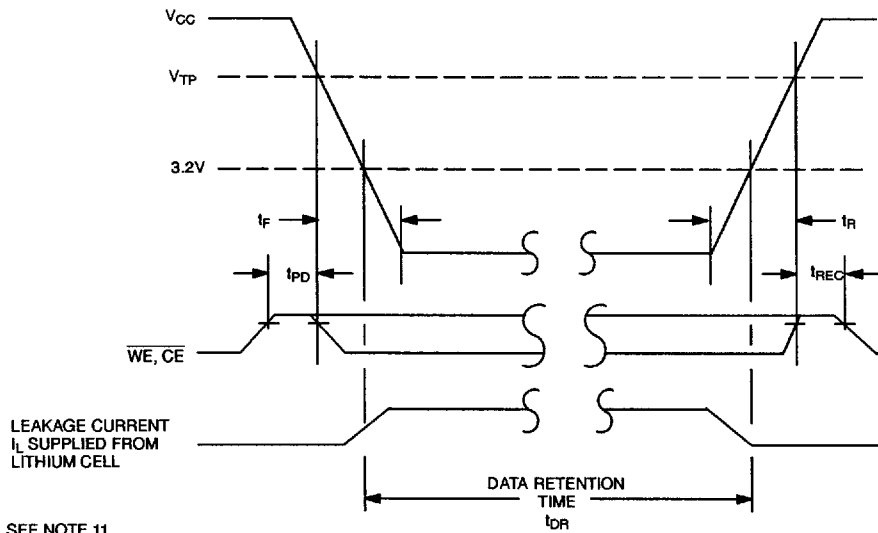 VCC
VTP
3.2V
tF
tR
tPD
tREC
WE, CE
LEAKAGE CURRENT
IL SUPPLIED FROM
LITHIUM CELL
DATA RETENTION
TIME
tDR
SEE NOTE 11